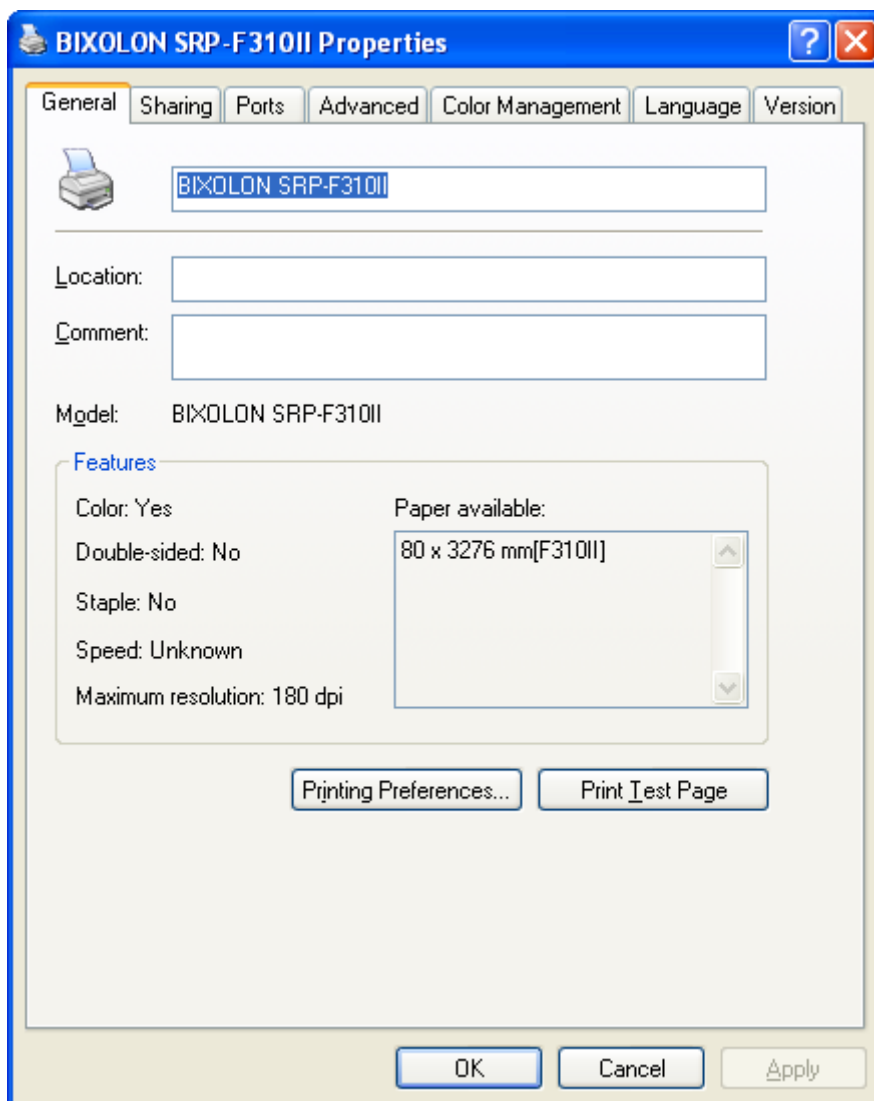 BIXOLON SRP-F310II Properties
General Sharing Ports Advanced Color Management Language Version
BIXOLON SRP-F310II
Location:
Comment:
Model: BIXOLON SRP-F310II
Features
Color: Yes
Paper available:
Double-sided: No
80 x 3276 mm[F310II]
Staple: No
Speed: Unknown
Maximum resolution: 180 dpi
Printing Preferences... Print Test Page
OK Cancel Apply